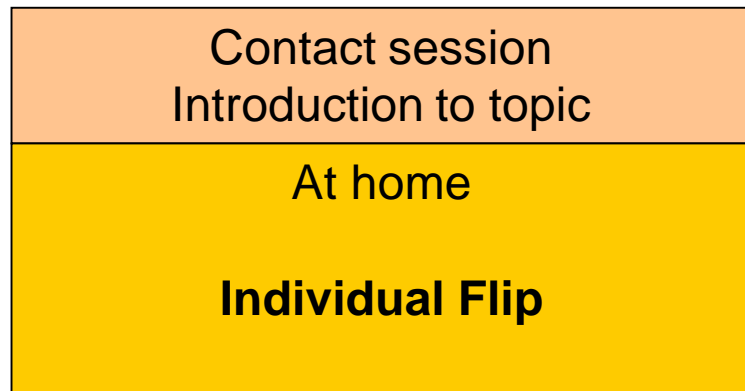 Contact session
Introduction to topic
At home
Individual Flip